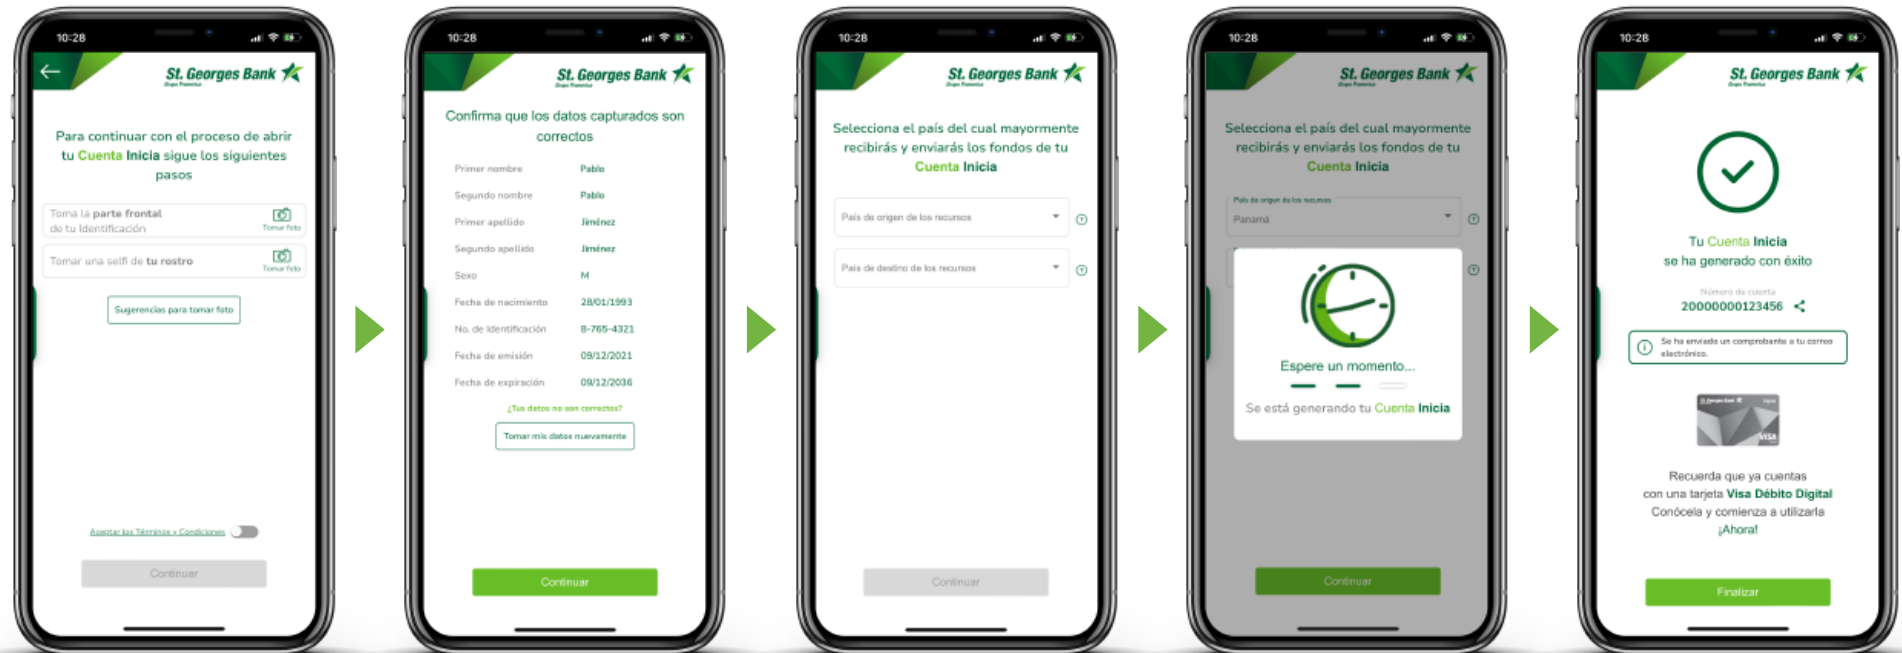 10:28
St. Georges Bank
Grupo Promerica
Para continuar con el proceso de abrir
tu Cuenta Inicia sigue los siguientes
pasos
Toma la parte frontal
de tu Identificación
Tomar foto
Tomar una selfi de tu rostro
Tomar foto
Sugerencias para tomar foto
Aceptar los Términos y Condiciones
Continuar
10:28
St. Georges Bank
Grupo Promerica
Confirma que los datos capturados son
correctos
Primer nombre Pablo
Segundo nombre Pablo
Primer apellido Jiménez
Segundo apellido Jiménez
Sexo M
Fecha de nacimiento 28/01/1993
No. de Identificación 8-765-4321
Fecha de emisión 09/12/2021
Fecha de expiración 09/12/2036
¿Tus datos no son correctos?
Tomar mis datos nuevamente
Continuar
10:28
St. Georges Bank
Grupo Promerica
Selecciona el país del cual mayormente
recibirás y enviarás los fondos de tu
Cuenta Inicia
País de origen de los recursos
País de destino de los recursos
Continuar
10:28
St. Georges Bank
Grupo Promerica
Selecciona el país del cual mayormente
recibirás y enviarás los fondos de tu
Cuenta Inicia
País de origen de los recursos
Panamá
Espere un momento...
Se está generando tu Cuenta Inicia
Continuar
10:28
St. Georges Bank
Grupo Promerica
Tu Cuenta Inicia
se ha generado con éxito
Número de cuenta
20000000123456
Se ha enviado un comprobante a tu correo
electrónico.
St. Georges Bank
VISA
Recuerda que ya cuentas
con una tarjeta Visa Débito Digital
Conócela y comienza a utilizarla
¡Ahora!
Finalizar